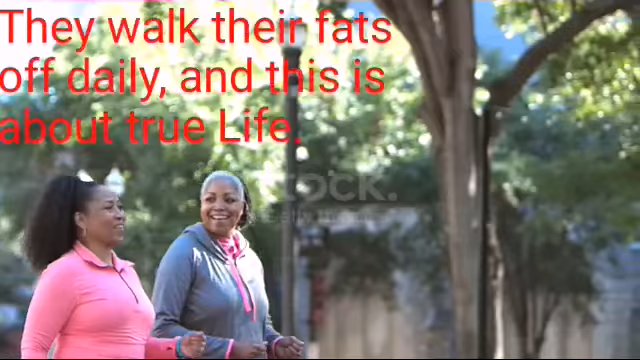 They walk their fats
off daily, and this is
about true Life.